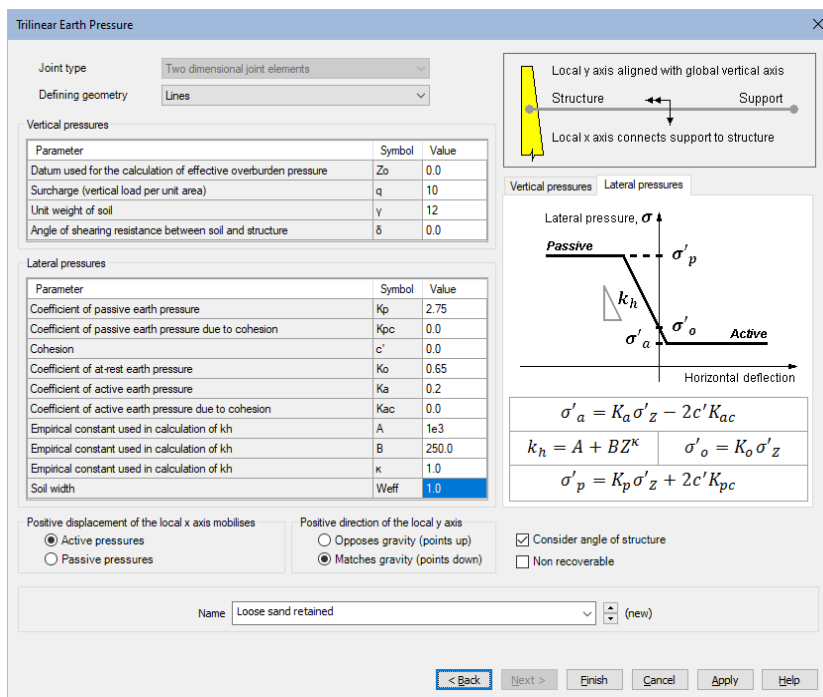 Trilinear Earth Pressure
Joint type Two dimensional joint elements
Defining geometry Lines
Vertical pressures
Parameter Symbol Value
Datum used for the calculation of effective overburden pressure Zo 0.0
Surcharge (vertical load per unit area) q 10
Unit weight of soil γ 12
Angle of shearing resistance between soil and structure δ 0.0
Lateral pressures
Parameter Symbol Value
Coefficient of passive earth pressure Kp 2.75
Coefficient of passive earth pressure due to cohesion Kpc 0.0
Cohesion c' 0.0
Coefficient of at-rest earth pressure Ko 0.65
Coefficient of active earth pressure Ka 0.2
Coefficient of active earth pressure due to cohesion Kac 0.0
Empirical constant used in calculation of kh A 1e3
Empirical constant used in calculation of kh B 250.0
Empirical constant used in calculation of kh κ 1.0
Soil width Weff 1.0
Local y axis aligned with global vertical axis
Structure Support
Local x axis connects support to structure
Vertical pressures Lateral pressures
Lateral pressure, σ
Passive σ'p
kh
σ'o
σ'a Active
Horizontal deflection
σ'a = Kaσ'Z − 2c'Kac
kh = A + BZ^κ σ'o = Koσ'Z
σ'p = Kpσ'Z + 2c'Kpc
Positive displacement of the local x axis mobilises
Active pressures
Passive pressures
Positive direction of the local y axis
Opposes gravity (points up)
Matches gravity (points down)
Consider angle of structure
Non recoverable
Name Loose sand retained (new)
< Back Next > Finish Cancel Apply Help